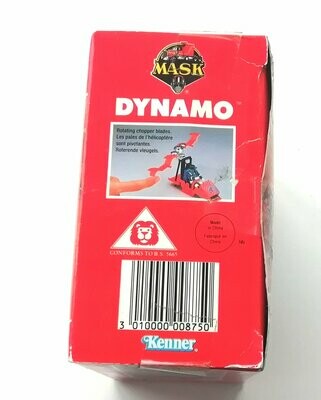 MASK
DYNAMO
Rotating chopper blades.
Les pales de l'hélicoptère
sont pivotantes
Roterende vleugels.
Made
in China
Fabriqué en
Chine
CONFORMS TO B.S. 5665
3 010000 008750
Kenner